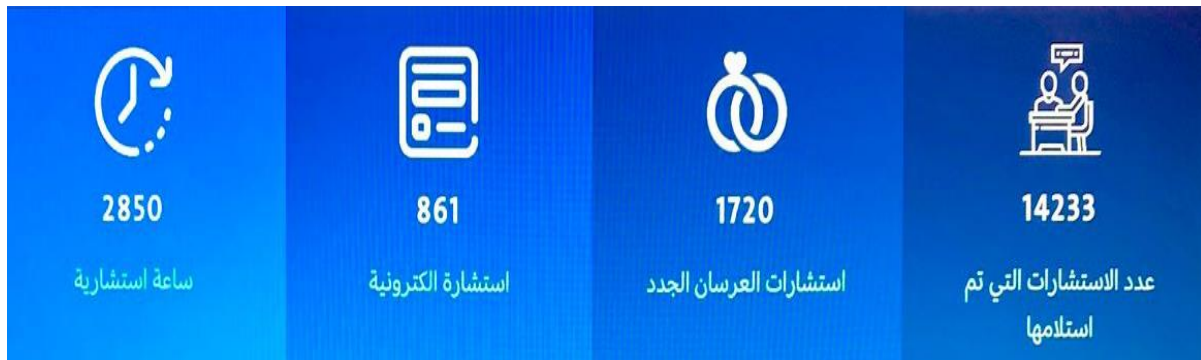 14233
عدد الاستشارات التي تم
استلامها
1720
استشارات العرسان الجدد
861
استشارة الكترونية
2850
ساعة استشارية